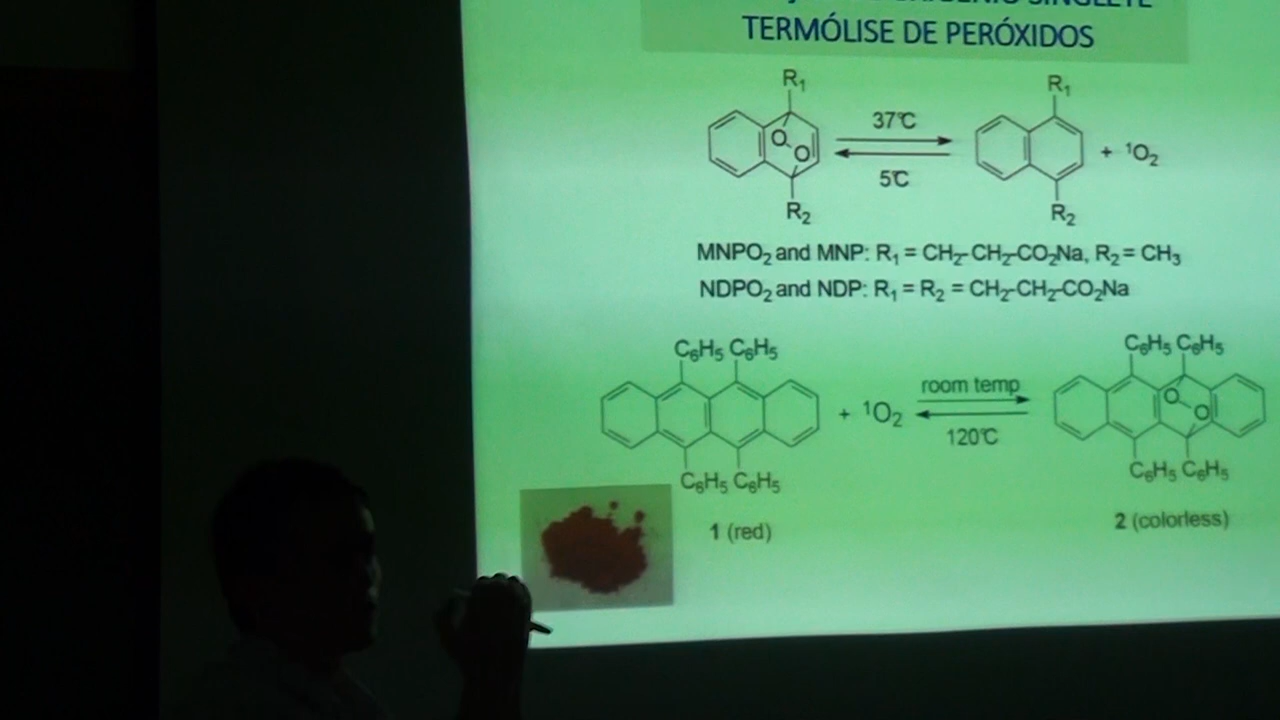 SINGLETE
TERMÓLISE DE PERÓXIDOS
R₁ R₁
37℃
O O + ¹O₂
5℃
R₂ R₂
MNPO₂ and MNP: R₁ = CH₂-CH₂-CO₂Na, R₂ = CH₃
NDPO₂ and NDP: R₁ = R₂ = CH₂-CH₂-CO₂Na
C₆H₅ C₆H₅ C₆H₅ C₆H₅
room temp
+ ¹O₂ O O
120℃
C₆H₅ C₆H₅ C₆H₅ C₆H₅
1 (red) 2 (colorless)